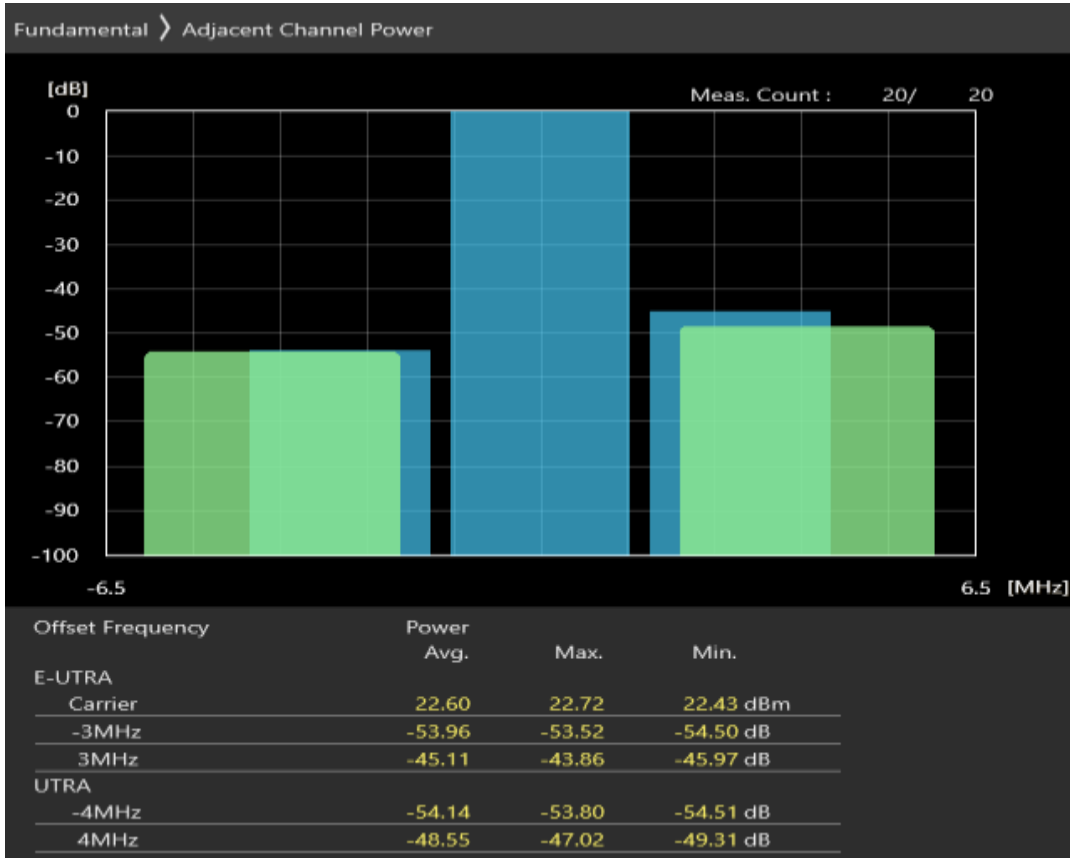 Fundamental 〉 Adjacent Channel Power
[dB]
Meas. Count : 20/ 20
0
-10
-20
-30
-40
-50
-60
-70
-80
-90
-100
-6.5 6.5 [MHz]
Offset Frequency Power
Avg. Max. Min.
E-UTRA
Carrier 22.60 22.72 22.43 dBm
-3MHz -53.96 -53.52 -54.50 dB
3MHz -45.11 -43.86 -45.97 dB
UTRA
-4MHz -54.14 -53.80 -54.51 dB
4MHz -48.55 -47.02 -49.31 dB